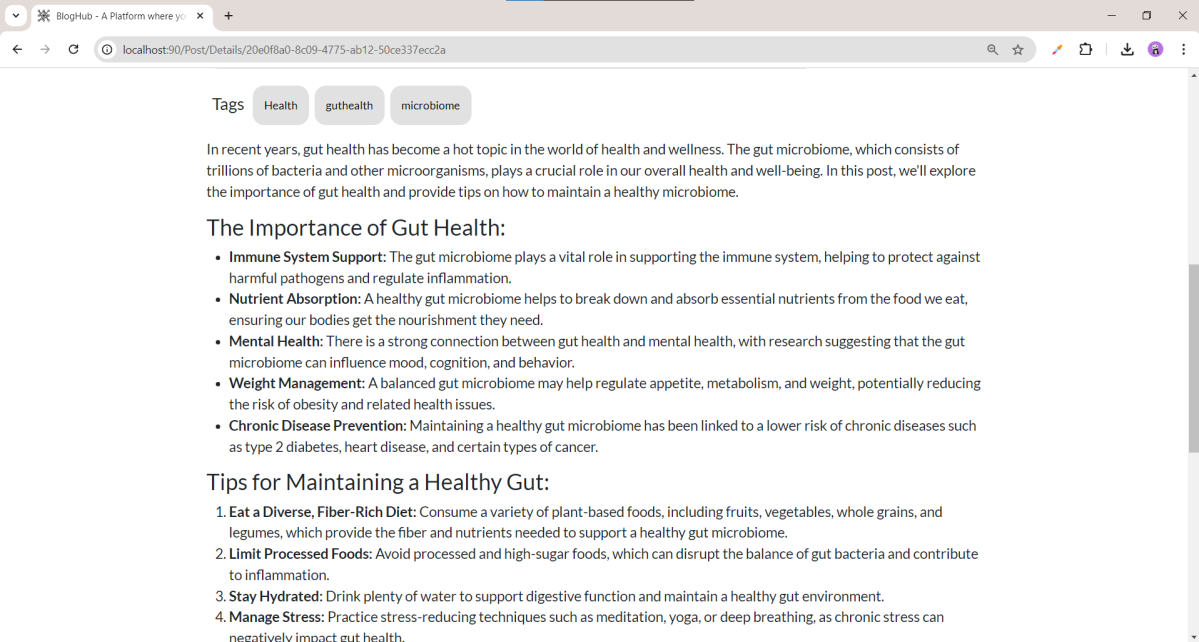 BlogHub - A Platform where yo
localhost:90/Post/Details/20e0f8a0-8c09-4775-ab12-50ce337ecc2a
Tags Health guthealth microbiome
In recent years, gut health has become a hot topic in the world of health and wellness. The gut microbiome, which consists of
trillions of bacteria and other microorganisms, plays a crucial role in our overall health and well-being. In this post, we'll explore
the importance of gut health and provide tips on how to maintain a healthy microbiome.
The Importance of Gut Health:
• Immune System Support: The gut microbiome plays a vital role in supporting the immune system, helping to protect against
harmful pathogens and regulate inflammation.
• Nutrient Absorption: A healthy gut microbiome helps to break down and absorb essential nutrients from the food we eat,
ensuring our bodies get the nourishment they need.
• Mental Health: There is a strong connection between gut health and mental health, with research suggesting that the gut
microbiome can influence mood, cognition, and behavior.
• Weight Management: A balanced gut microbiome may help regulate appetite, metabolism, and weight, potentially reducing
the risk of obesity and related health issues.
• Chronic Disease Prevention: Maintaining a healthy gut microbiome has been linked to a lower risk of chronic diseases such
as type 2 diabetes, heart disease, and certain types of cancer.
Tips for Maintaining a Healthy Gut:
1. Eat a Diverse, Fiber-Rich Diet: Consume a variety of plant-based foods, including fruits, vegetables, whole grains, and
legumes, which provide the fiber and nutrients needed to support a healthy gut microbiome.
2. Limit Processed Foods: Avoid processed and high-sugar foods, which can disrupt the balance of gut bacteria and contribute
to inflammation.
3. Stay Hydrated: Drink plenty of water to support digestive function and maintain a healthy gut environment.
4. Manage Stress: Practice stress-reducing techniques such as meditation, yoga, or deep breathing, as chronic stress can
negatively impact gut health.